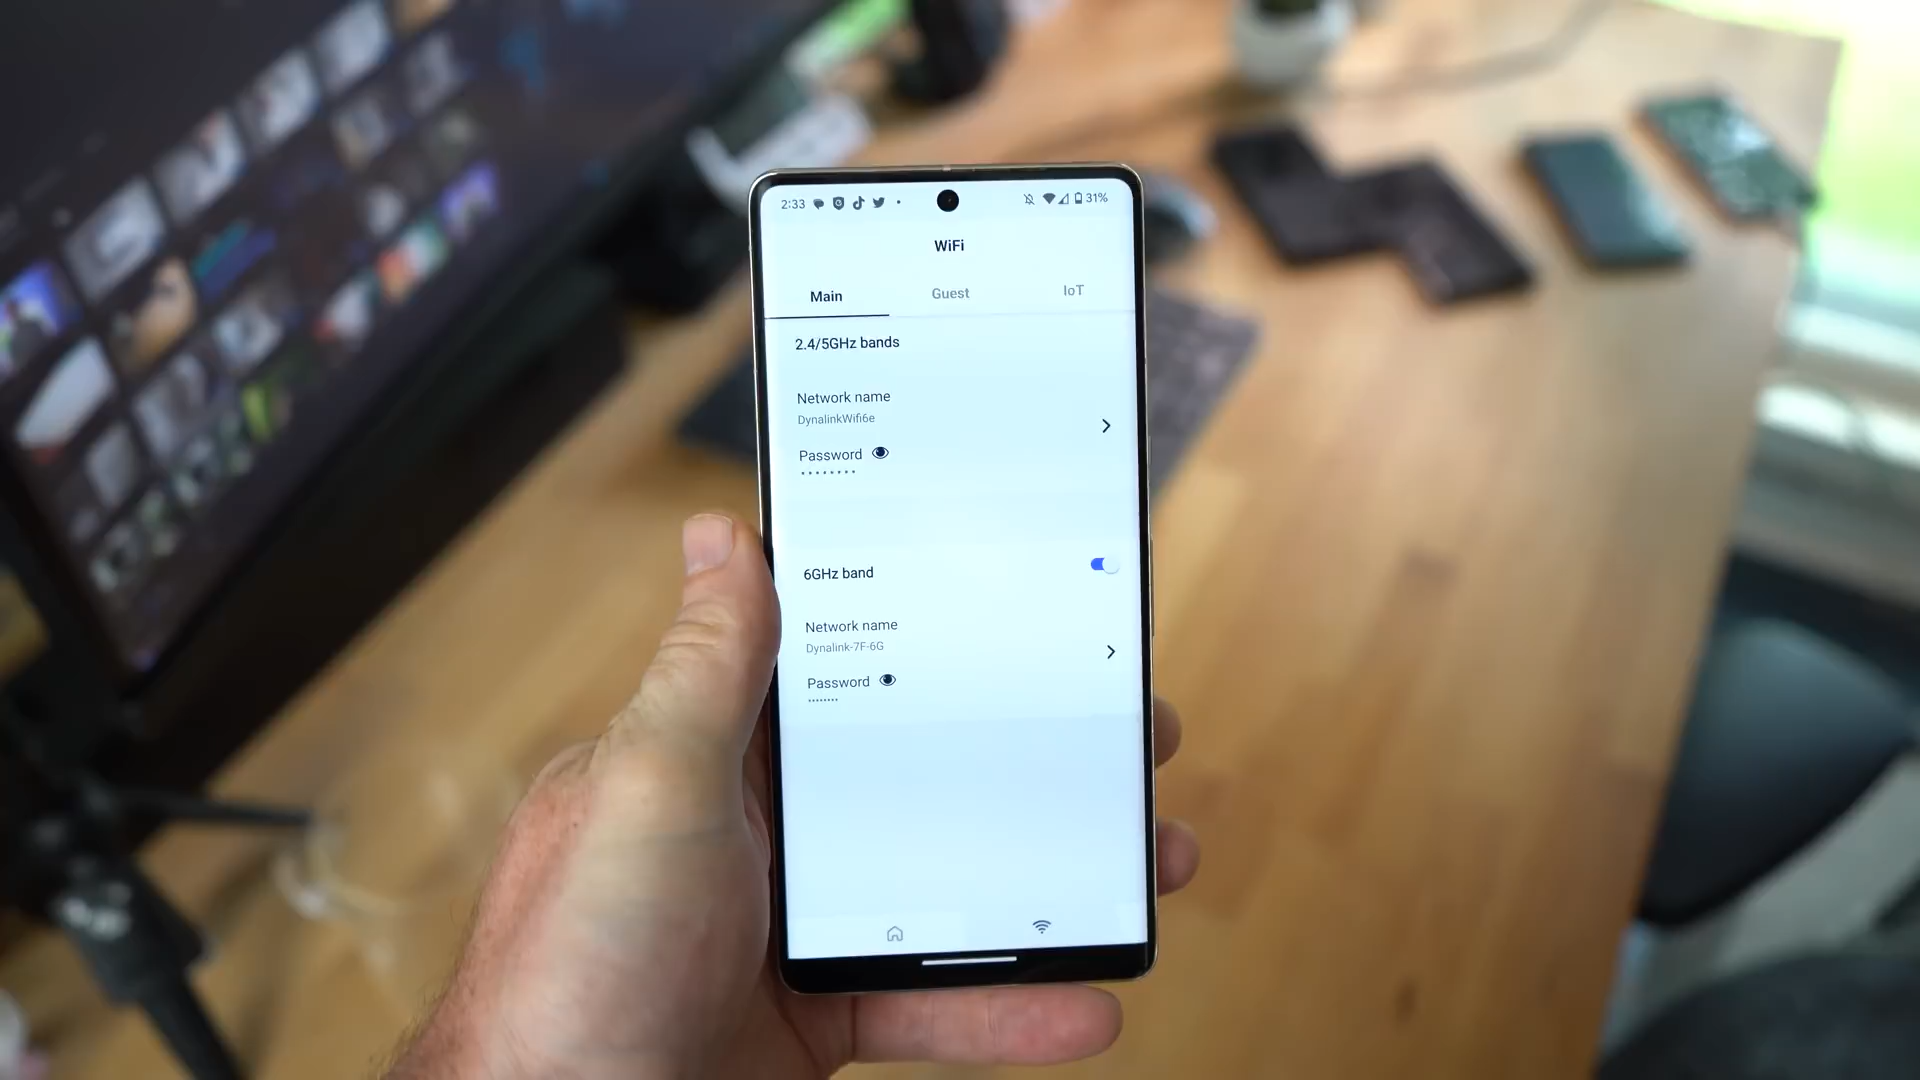 2:33 31%
WiFi
Main Guest IoT
2.4/5GHz bands
Network name
DynalinkWifi6e
Password
••••••••
6GHz band
Network name
Dynalink-7F-6G
Password
••••••••